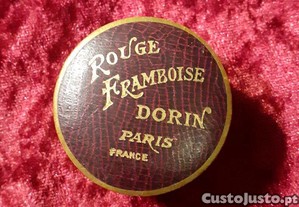 ROUGE
FRAMBOISE
DORIN
PARIS
FRANCE
CustoJusto.pt